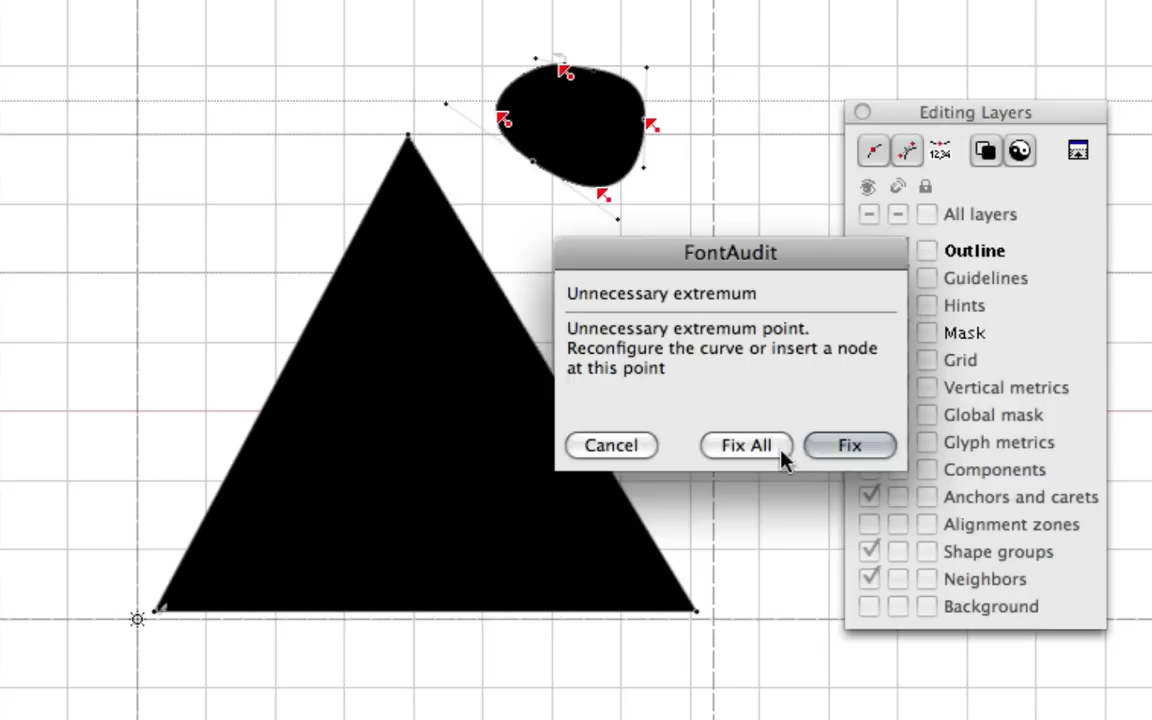 Editing Layers
12,34
All layers
FontAudit
Outline
Unnecessary extremum
Guidelines
Hints
Unnecessary extremum point.
Reconfigure the curve or insert a node
at this point
Mask
Grid
Vertical metrics
Global mask
Cancel
Fix All
Fix
Glyph metrics
Components
Anchors and carets
Alignment zones
Shape groups
Neighbors
Background